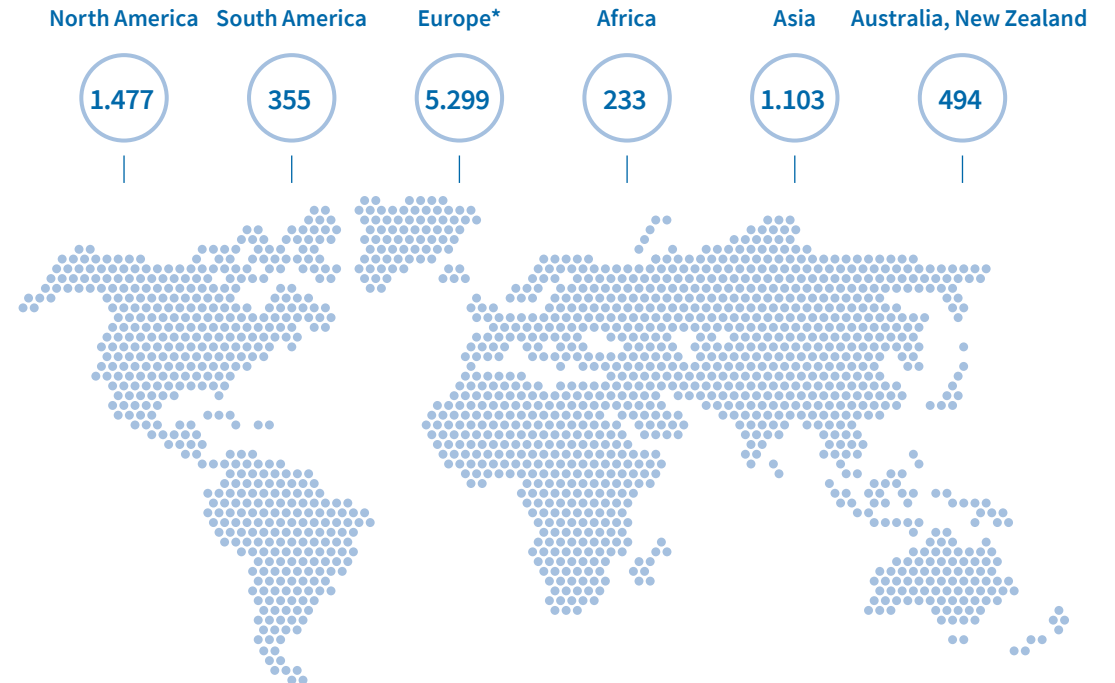 North America South America Europe* Africa Asia Australia, New Zealand
1.477 355 5.299 233 1.103 494